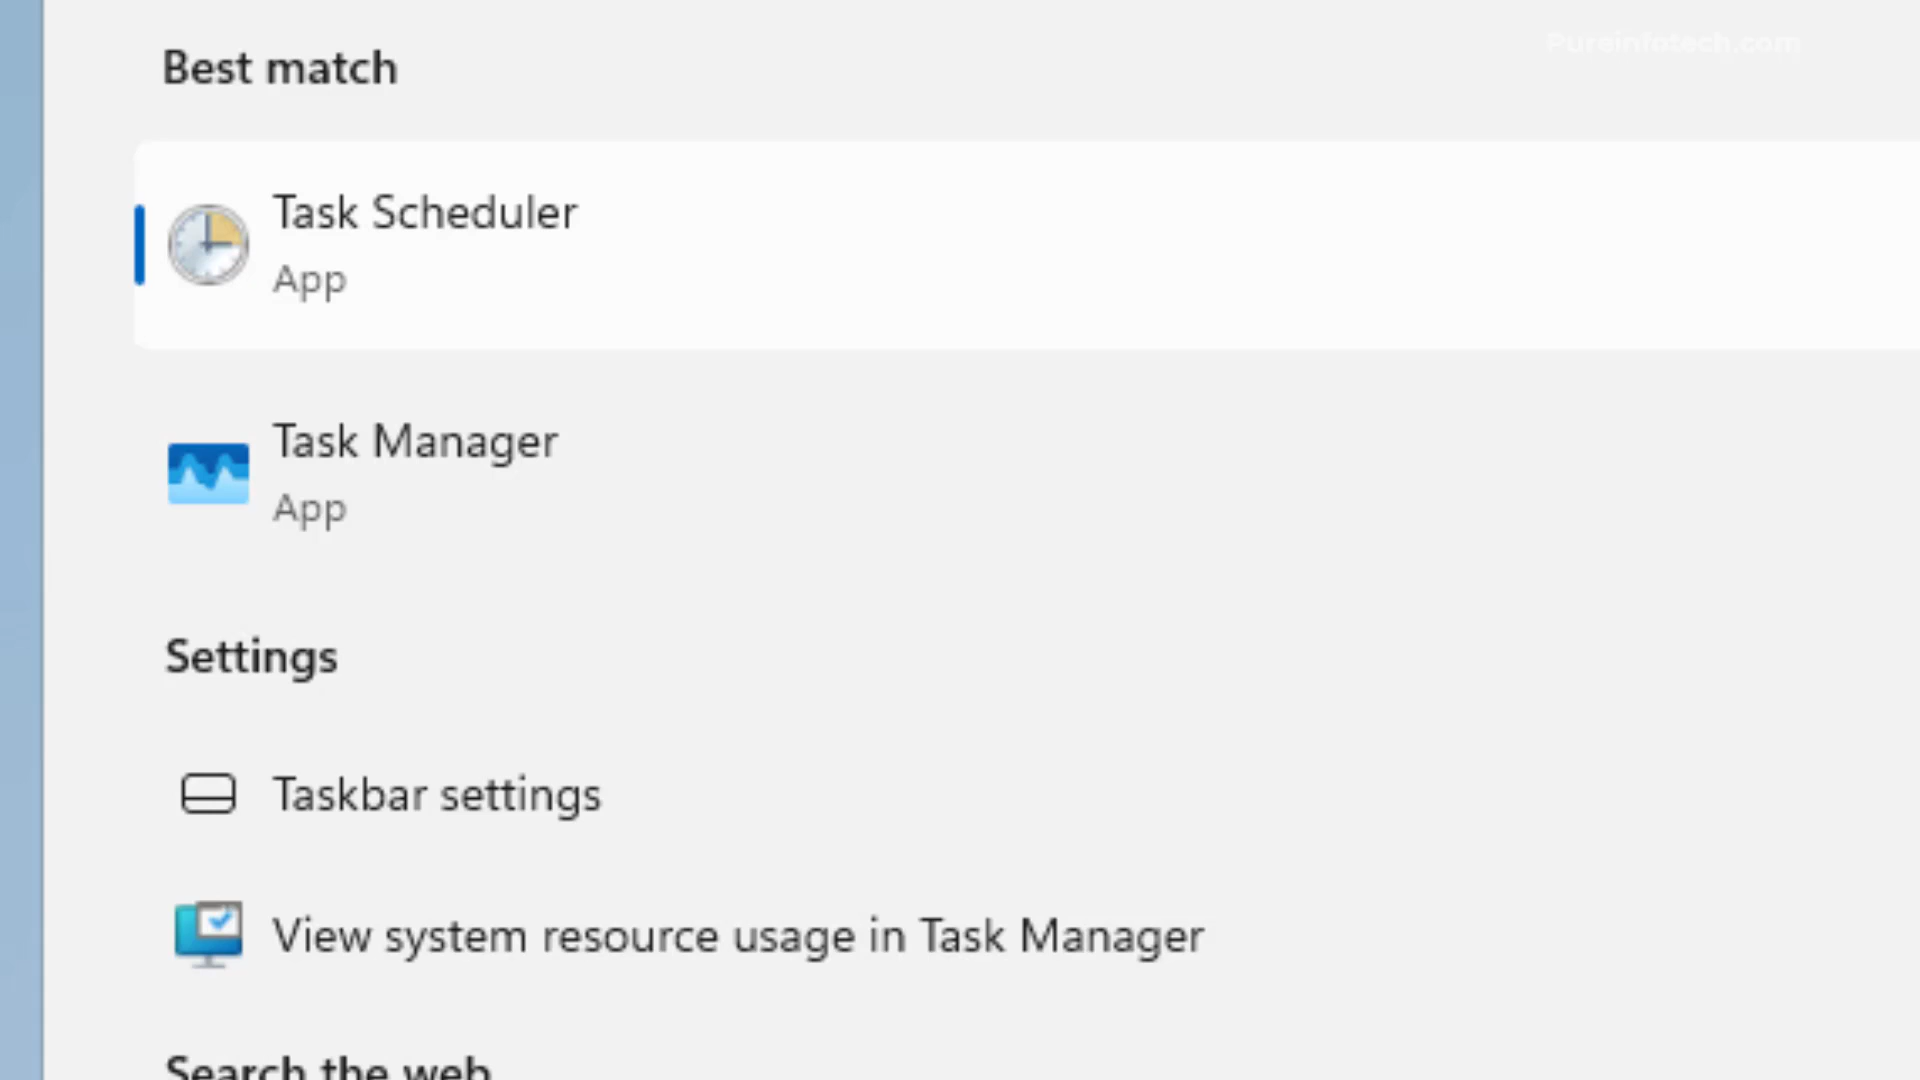 Pureinfotech.com
Best match
Task Scheduler
App
Task Manager
App
Settings
Taskbar settings
View system resource usage in Task Manager
Search the web